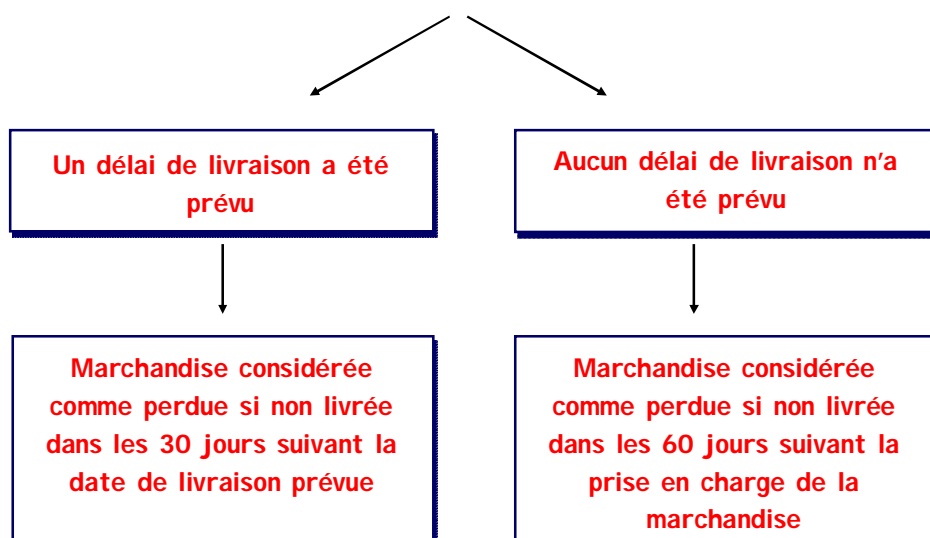 Un délai de livraison a été
prévu
Aucun délai de livraison n'a
été prévu
Marchandise considérée
comme perdue si non livrée
dans les 30 jours suivant la
date de livraison prévue
Marchandise considérée
comme perdue si non livrée
dans les 60 jours suivant la
prise en charge de la
marchandise